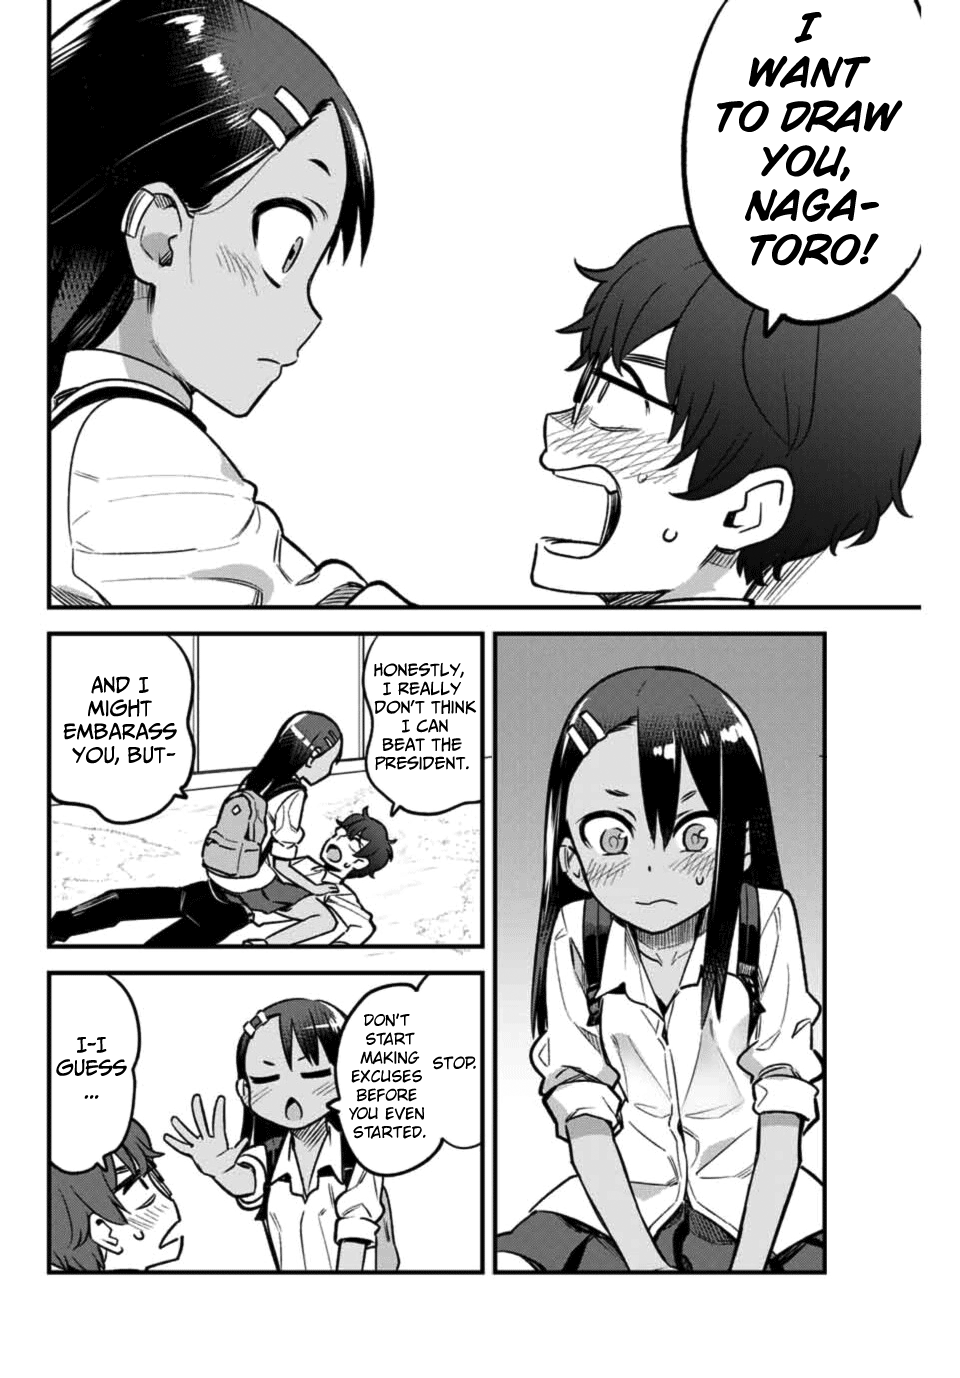 I
WANT
TO DRAW
YOU,
NAGA-
TORO!
HONESTLY,
I REALLY
DON'T THINK
I CAN
BEAT THE
PRESIDENT.
AND I
MIGHT
EMBARASS
YOU, BUT-
STOP.
DON'T
START
MAKING
EXCUSES
BEFORE
YOU EVEN
STARTED.
I-I
GUESS
...